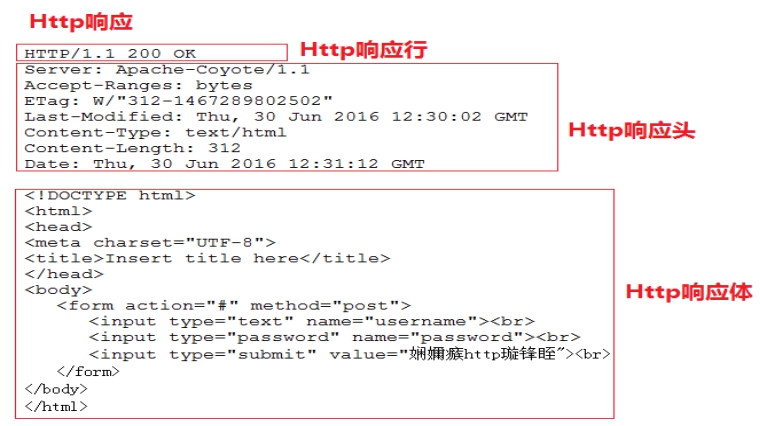 Http响应
HTTP/1.1 200 OK
Http响应行
Server: Apache-Coyote/1.1
Accept-Ranges: bytes
ETag: W/"312-1467289802502"
Last-Modified: Thu, 30 Jun 2016 12:30:02 GMT
Content-Type: text/html
Content-Length: 312
Date: Thu, 30 Jun 2016 12:31:12 GMT
Http响应头
<!DOCTYPE html>
<html>
<head>
<meta charset="UTF-8">
<title>Insert title here</title>
</head>
<body>
<form action="#" method="post">
<input type="text" name="username"><br>
<input type="password" name="password"><br>
<input type="submit" value="娴嬭瘯http璇锋眰"><br>
</form>
</body>
</html>
Http响应体